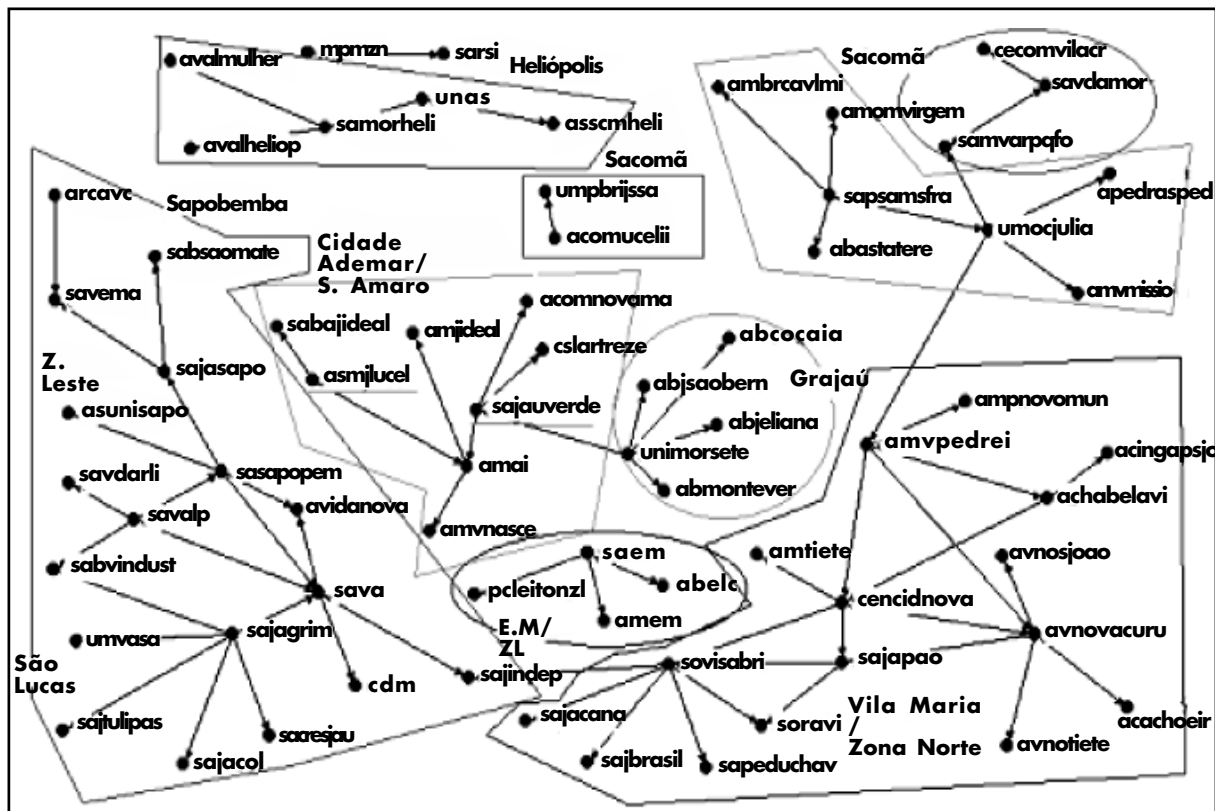 avalmulher
mpmzn
sarsi
Heliópolis
unas
samorheli
asscmheli
avalheliop
Sacomã
cecomvilacr
savdamor
ambrcavlmi
amomvirgem
samvarpqfo
Sacomã
umpbrijssa
acomucelii
sapsamsfra
apedrasped
umocjulia
abastatere
amvmissio
arcavc
Sapobemba
sabsaomate
savema
sajasapo
Z.
Leste
asunisapo
savdarli
sasapopem
savalp
avidanova
sabvindust
sava
umvasa
sajagrim
São
Lucas
cdm
sajtulipas
saaresjau
sajacol
Cidade
Ademar/
S. Amaro
acomnovama
sabajideal
amjideal
cslartreze
asmjlucel
sajauverde
amai
amvnasce
abcocaia
abjsaobern
Grajaú
abjeliana
unimorsete
abmontever
saem
pcleitonzl
abelc
amem
E.M/
ZL
sajindep
ampnovomun
amvpedrei
acingapsjo
achabelavi
amtiete
avnosjoao
cencidnova
avnovacuru
sovisabri
sajapao
sajacana
soravi
Vila Maria
/
Zona Norte
acachoeir
avnotiete
sajbrasil
sapeduchav